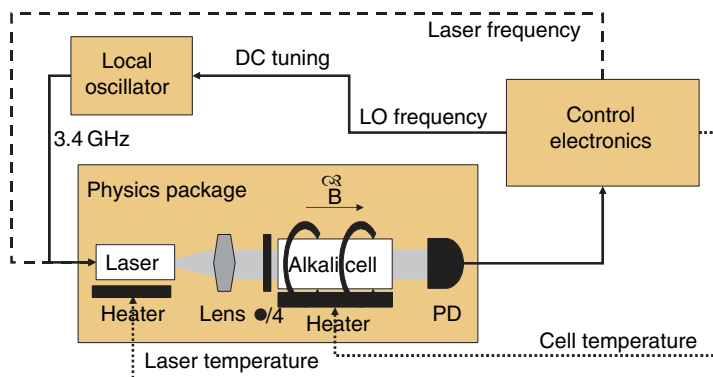 Laser frequency
Local
oscillator
DC tuning
LO frequency
Control
electronics
3.4 GHz
Physics package
B
Laser
Alkali cell
Heater
Lens
●/4
Heater
PD
Laser temperature
Cell temperature